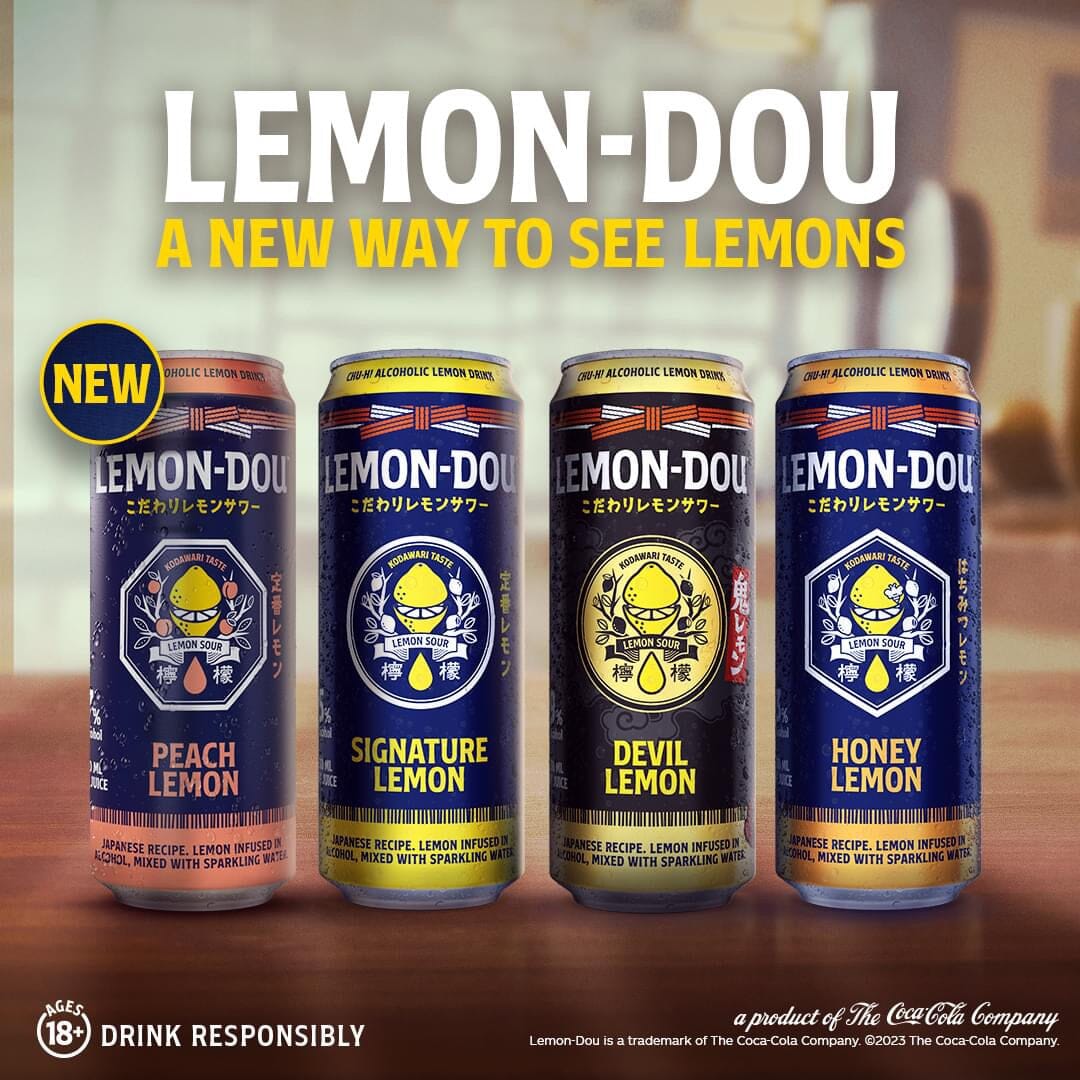 LEMON-DOU
A NEW WAY TO SEE LEMONS
NEW
OHOLIC LEMON DRINK
LEMON-DOU
こだわりレモンサワー
KODAWARI TASTE
LEMON SOUR
檸 檬
定番レモン
PEACH
LEMON
JUICE
JAPANESE RECIPE. LEMON INFUSED IN
ALCOHOL, MIXED WITH SPARKLING WATER.
CHU-HI ALCOHOLIC LEMON DRINK
LEMON-DOU
こだわりレモンサワー
KODAWARI TASTE
LEMON SOUR
檸 檬
定番レモン
SIGNATURE
LEMON
JAPANESE RECIPE. LEMON INFUSED IN
ALCOHOL, MIXED WITH SPARKLING WATER.
CHU-HI ALCOHOLIC LEMON DRINK
LEMON-DOU
こだわりレモンサワー
KODAWARI TASTE
LEMON SOUR
檸 檬
鬼レモン
DEVIL
LEMON
JAPANESE RECIPE. LEMON INFUSED IN
ALCOHOL, MIXED WITH SPARKLING WATER.
CHU-HI ALCOHOLIC LEMON DRINK
LEMON-DOU
こだわりレモンサワー
KODAWARI TASTE
LEMON SOUR
檸 檬
はちみつレモン
HONEY
LEMON
JAPANESE RECIPE. LEMON INFUSED IN
ALCOHOL, MIXED WITH SPARKLING WATER.
AGES
18+
DRINK RESPONSIBLY
a product of The Coca-Cola Company
Lemon-Dou is a trademark of The Coca-Cola Company. ©2023 The Coca-Cola Company.